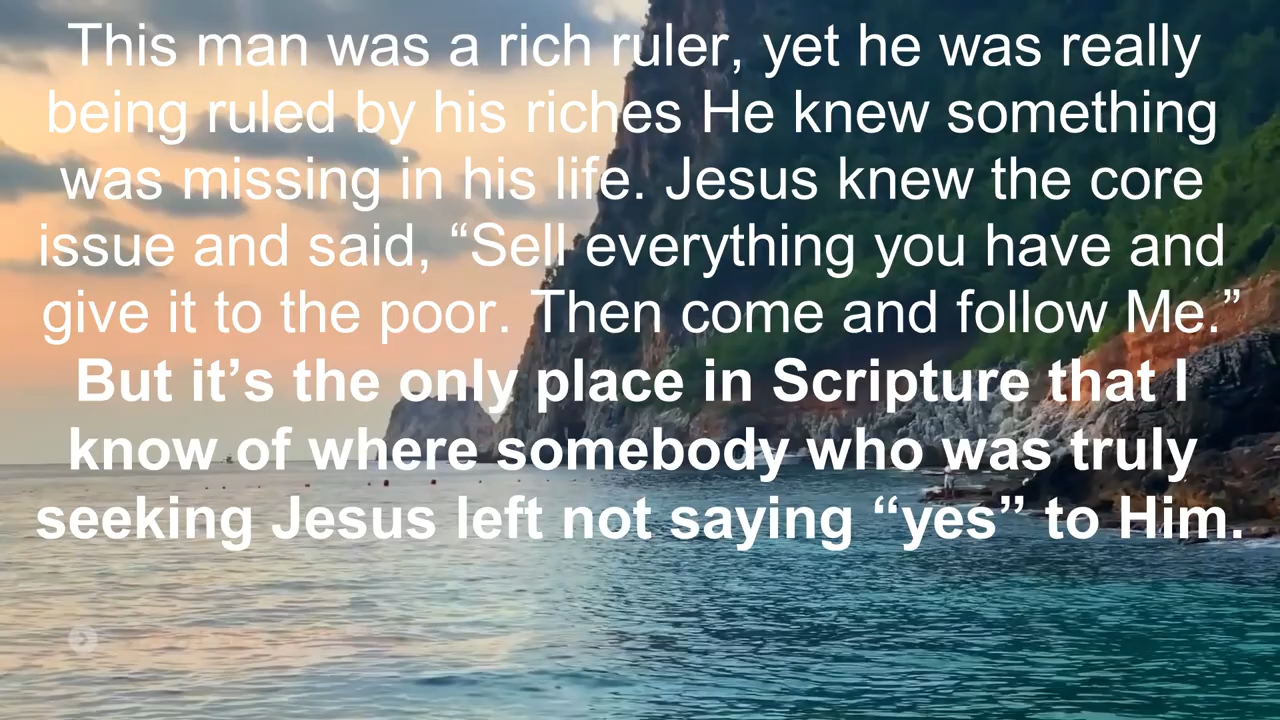 This man was a rich ruler, yet he was really
being ruled by his riches He knew something
was missing in his life. Jesus knew the core
issue and said, “Sell everything you have and
give it to the poor. Then come and follow Me.”
But it’s the only place in Scripture that I
know of where somebody who was truly
seeking Jesus left not saying “yes” to Him.